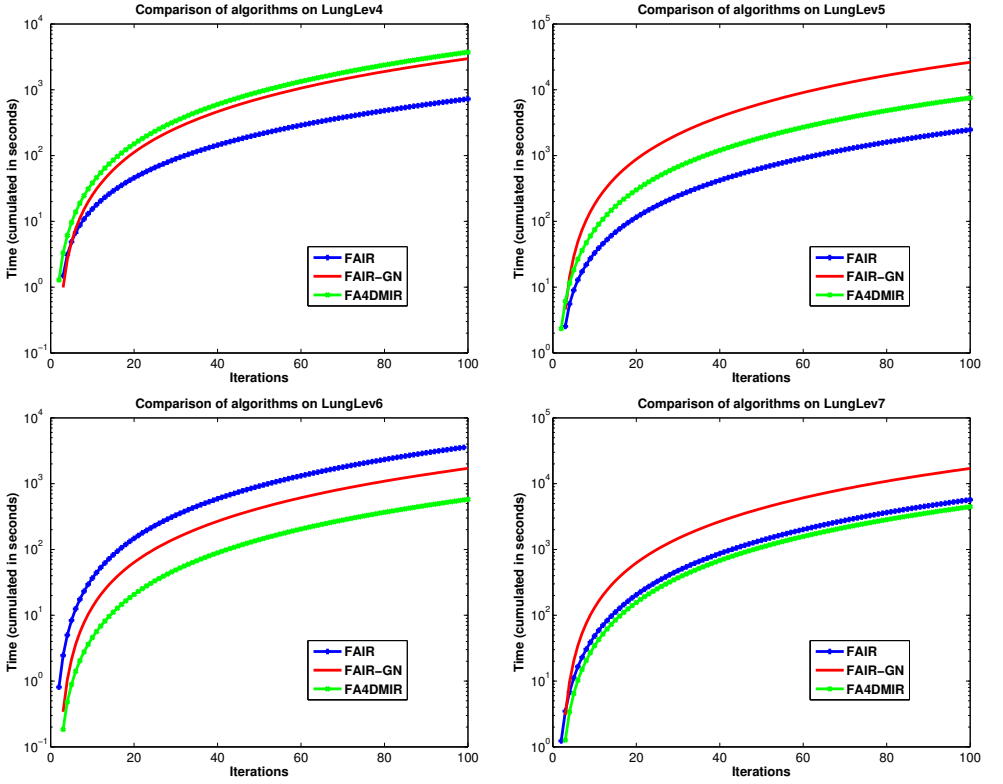 Comparison of algorithms on LungLev4
Time (cumulated in seconds)
10^4
10^3
10^2
10^1
10^0
10^−1
0 20 40 60 80 100
Iterations
FAIR
FAIR−GN
FA4DMIR
Comparison of algorithms on LungLev5
Time (cumulated in seconds)
10^5
10^4
10^3
10^2
10^1
10^0
0 20 40 60 80 100
Iterations
FAIR
FAIR−GN
FA4DMIR
Comparison of algorithms on LungLev6
Time (cumulated in seconds)
10^4
10^3
10^2
10^1
10^0
10^−1
0 20 40 60 80 100
Iterations
FAIR
FAIR−GN
FA4DMIR
Comparison of algorithms on LungLev7
Time (cumulated in seconds)
10^5
10^4
10^3
10^2
10^1
10^0
0 20 40 60 80 100
Iterations
FAIR
FAIR−GN
FA4DMIR